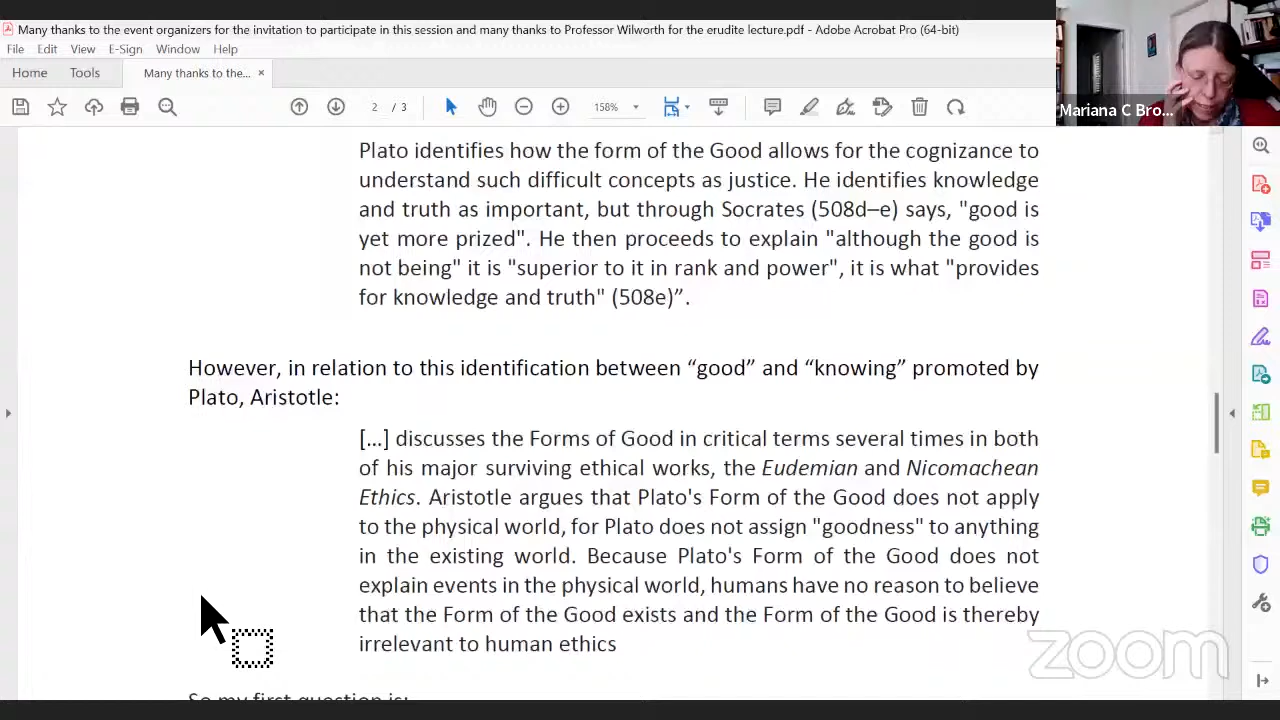 Many thanks to the event organizers for the invitation to participate in this session and many thanks to Professor Wilworth for the erudite lecture.pdf - Adobe Acrobat Pro (64-bit)
File Edit View E-Sign Window Help
Home Tools Many thanks to the... ×
2 / 3 158%
Mariana C Bro...
Plato identifies how the form of the Good allows for the cognizance to
understand such difficult concepts as justice. He identifies knowledge
and truth as important, but through Socrates (508d–e) says, "good is
yet more prized". He then proceeds to explain "although the good is
not being" it is "superior to it in rank and power", it is what "provides
for knowledge and truth" (508e)”.
However, in relation to this identification between “good” and “knowing” promoted by
Plato, Aristotle:
[…] discusses the Forms of Good in critical terms several times in both
of his major surviving ethical works, the Eudemian and Nicomachean
Ethics. Aristotle argues that Plato's Form of the Good does not apply
to the physical world, for Plato does not assign "goodness" to anything
in the existing world. Because Plato's Form of the Good does not
explain events in the physical world, humans have no reason to believe
that the Form of the Good exists and the Form of the Good is thereby
irrelevant to human ethics
So my first question is:
zoom